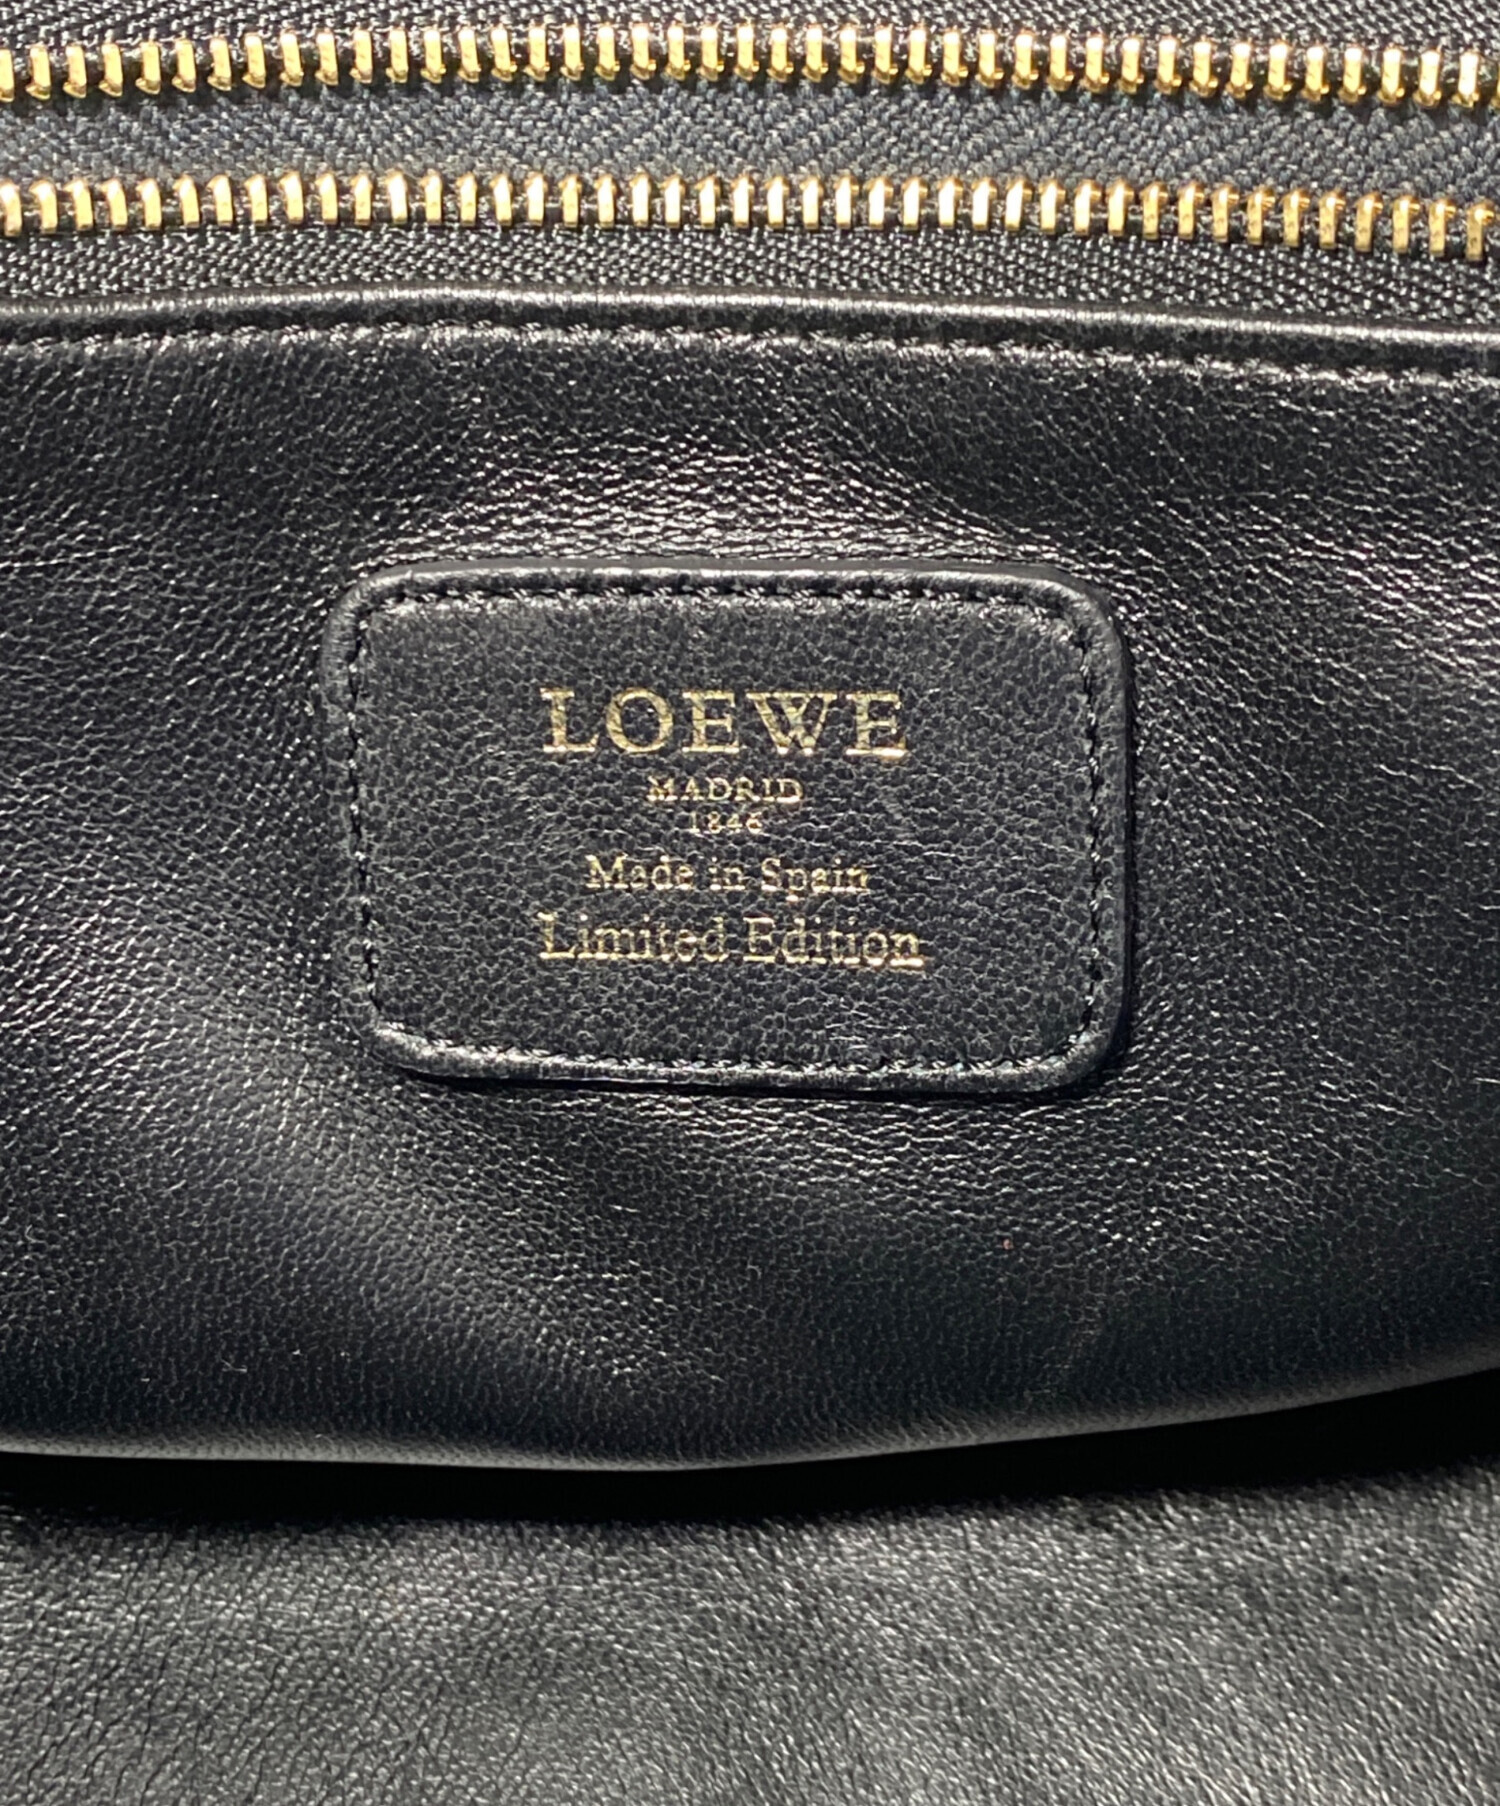 LOEWE
MADRID
1846
Made in Spain
Limited Edition